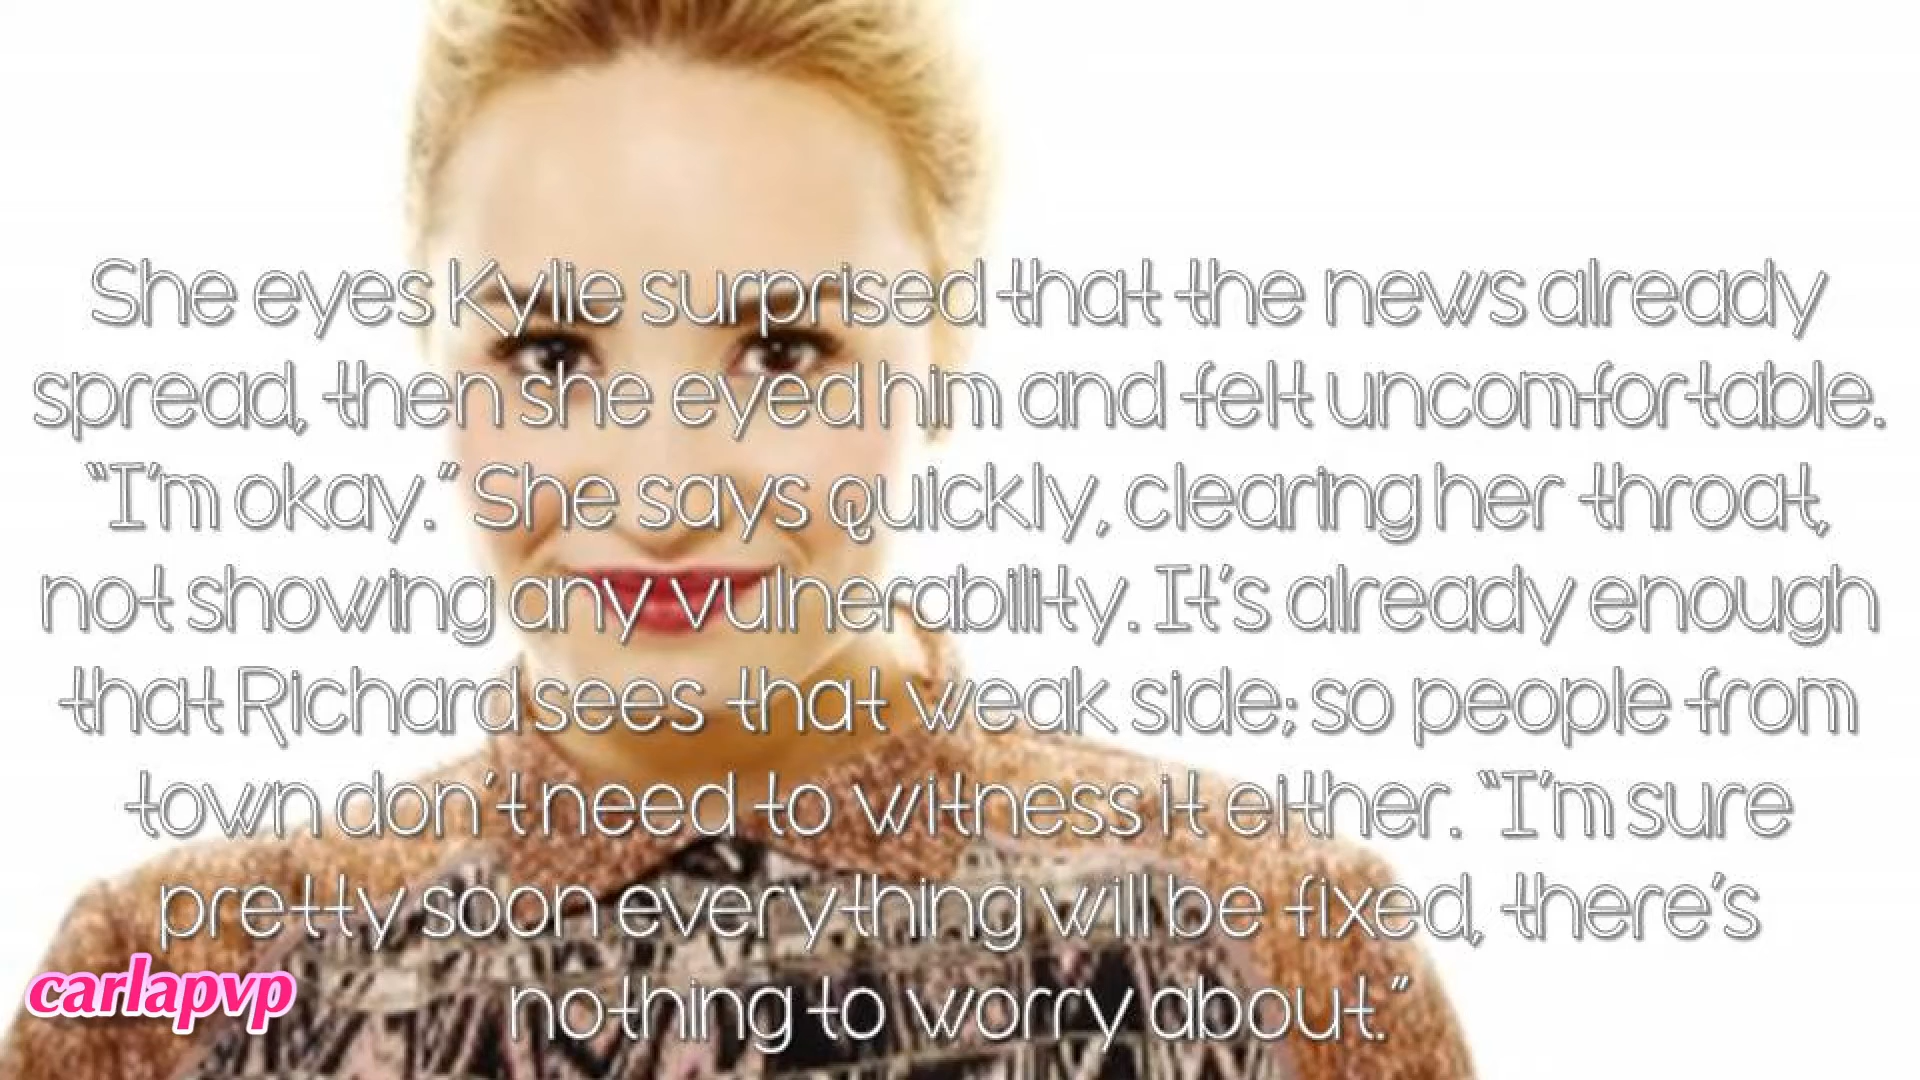 She eyes Kylie surprised that the news already
spread, then she eyed him and felt uncomfortable.
“I’m okay.” She says quickly, clearing her throat,
not showing any vulnerability. It’s already enough
that Richard sees that weak side; so people from
town don’t need to witness it either. “I’m sure
pretty soon everything will be fixed, there’s
nothing to worry about.”
carlapvp